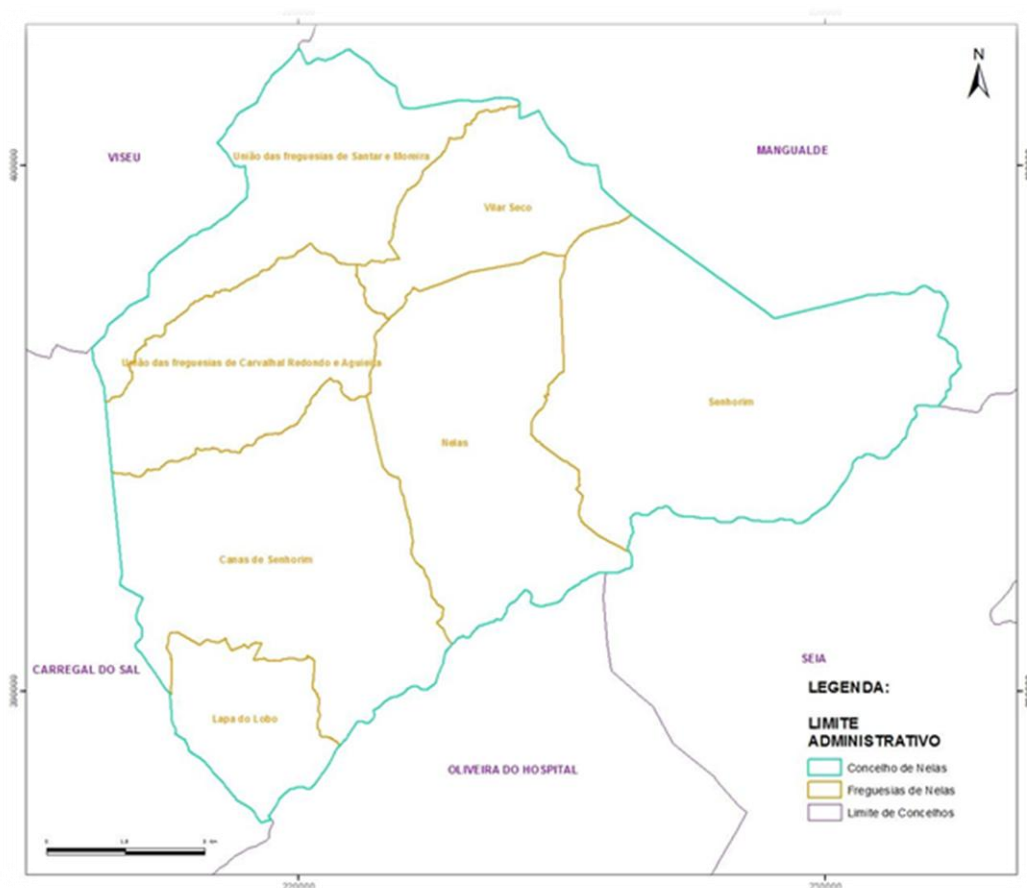 N
VISEU
União das freguesias de Santar e Moreira
MANGUALDE
Vilar Seco
União das freguesias de Carvalhal Redondo e Aguieira
Senhorim
Nelas
Canas de Senhorim
CARREGAL DO SAL
SEIA
Lapa do Lobo
OLIVEIRA DO HOSPITAL
LEGENDA:
LIMITE
ADMINISTRATIVO
Concelho de Nelas
Freguesias de Nelas
Limite de Concelhos